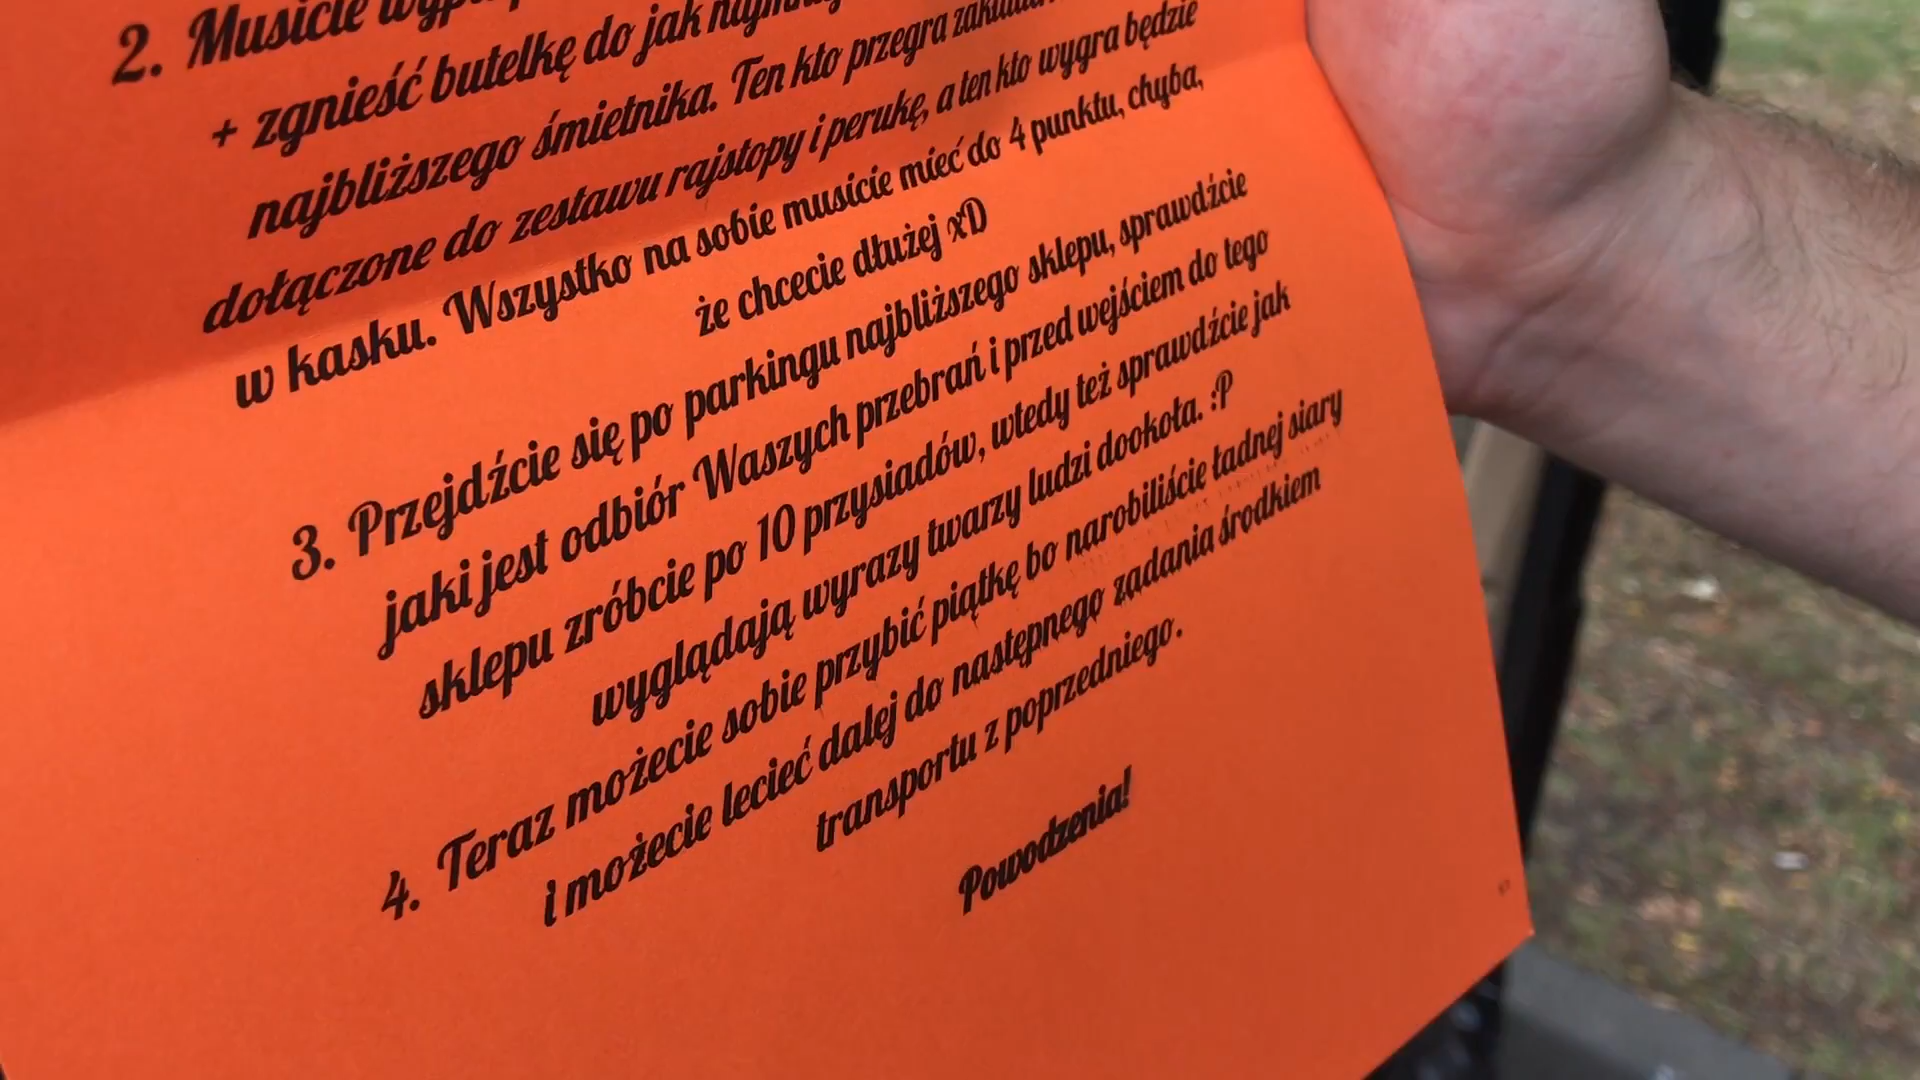 2. Musicie
+ zgnieść butelkę do jak
najbliższego śmietnika. Ten kto przegra
dołączone do zestawu rajstopy i perukę, a ten kto wygra będzie
w kasku. Wszystko na sobie musicie mieć do 4 punktu, chyba,
że chcecie dłużej xD
3. Przejdźcie się po parkingu najbliższego sklepu, sprawdźcie
jaki jest odbiór Waszych przebrań i przed wejściem do tego
sklepu zróbcie po 10 przysiadów, wtedy też sprawdźcie jak
wyglądają wyrazy twarzy ludzi dookoła. :P
4. Teraz możecie sobie przybić piątkę bo narobiliście ładnej siary
i możecie lecieć dalej do następnego zadania środkiem
transportu z poprzedniego.
Powodzenia!